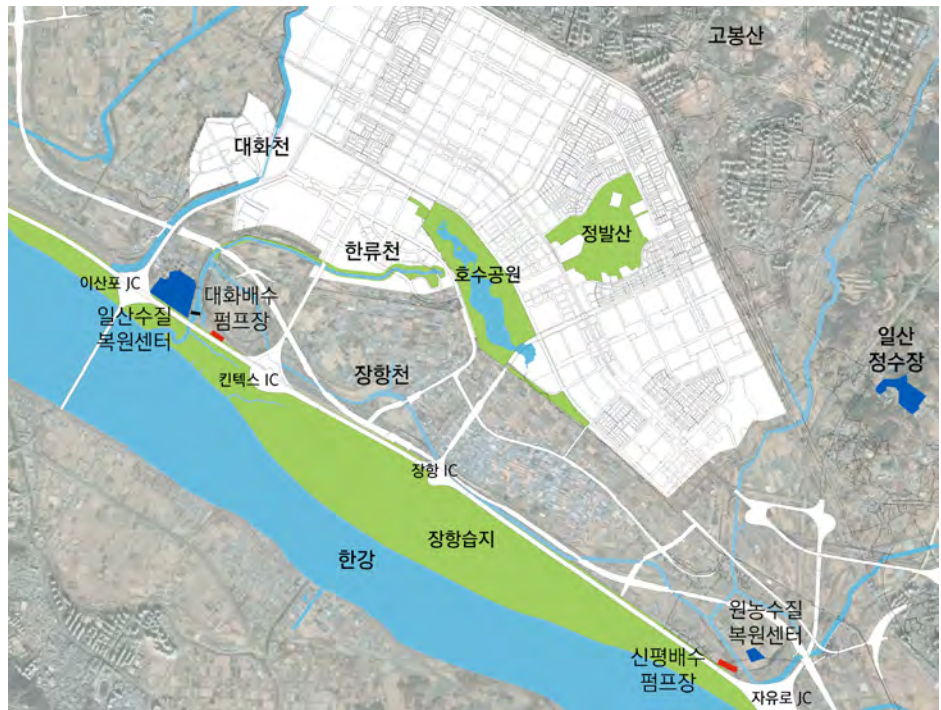 고봉산
대화천
정발산
한류천
호수공원
이산포 JC
대화배수
펌프장
일산수질
복원센터
일산
정수장
킨텍스 IC
장항천
장항 IC
장항습지
한강
원농수질
복원센터
신평배수
펌프장
자유로 JC